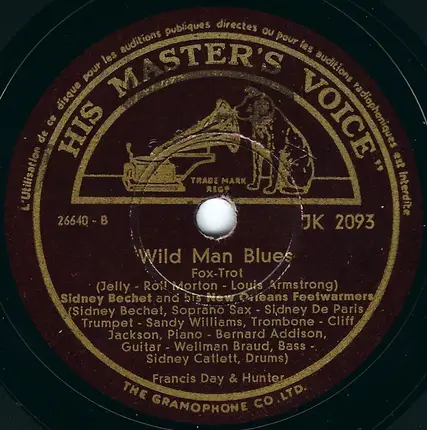 L'Utilisation de ce disque pour les auditions publiques directes ou pour les auditions radiophoniques est interdite
"HIS MASTER'S VOICE"
TRADE MARK
REGD
26640 - B
JK 2093
Wild Man Blues
Fox-Trot
(Jelly - Roll Morton - Louis Armstrong)
Sidney Bechet and his New Orleans Feetwarmers
(Sidney Bechet, Soprano Sax - Sidney De Paris
Trumpet - Sandy Williams, Trombone - Cliff
Jackson, Piano - Bernard Addison,
Guitar - Wellman Braud, Bass -
Sidney Catlett, Drums)
Francis Day & Hunter
THE GRAMOPHONE CO. LTD.